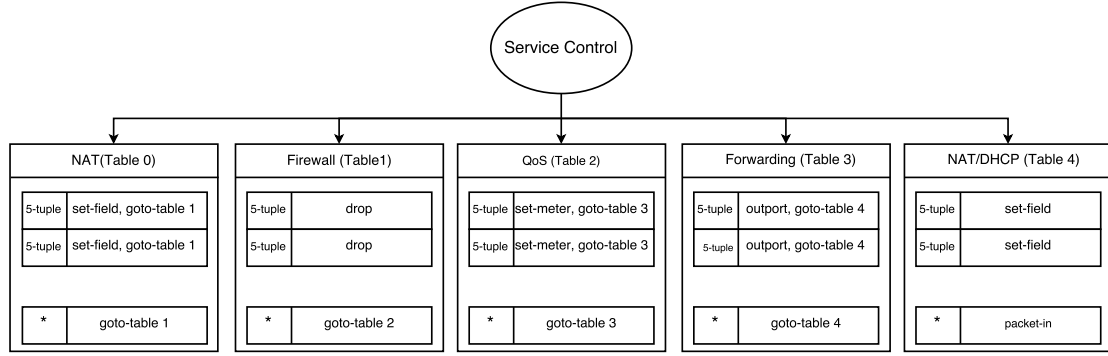 Service Control
NAT(Table 0)
5-tuple set-field, goto-table 1
5-tuple set-field, goto-table 1
* goto-table 1
Firewall (Table1)
5-tuple drop
5-tuple drop
* goto-table 2
QoS (Table 2)
5-tuple set-meter, goto-table 3
5-tuple set-meter, goto-table 3
* goto-table 3
Forwarding (Table 3)
5-tuple outport, goto-table 4
5-tuple outport, goto-table 4
* goto-table 4
NAT/DHCP (Table 4)
5-tuple set-field
5-tuple set-field
* packet-in